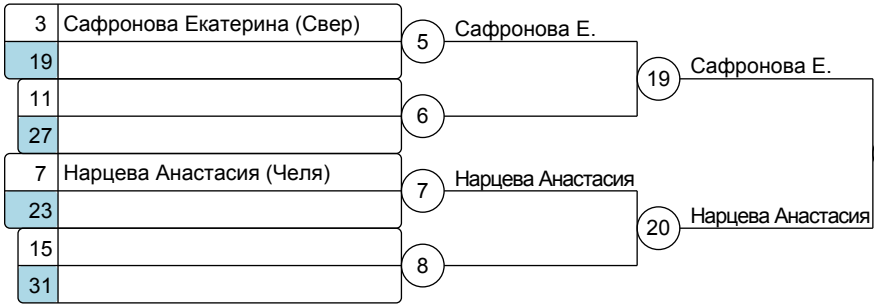 3 Сафронова Екатерина (Свер)
5 Сафронова Е.
19
19 Сафронова Е.
11
6
27
7 Нарцева Анастасия (Челя)
7 Нарцева Анастасия
23
20 Нарцева Анастасия
15
8
31